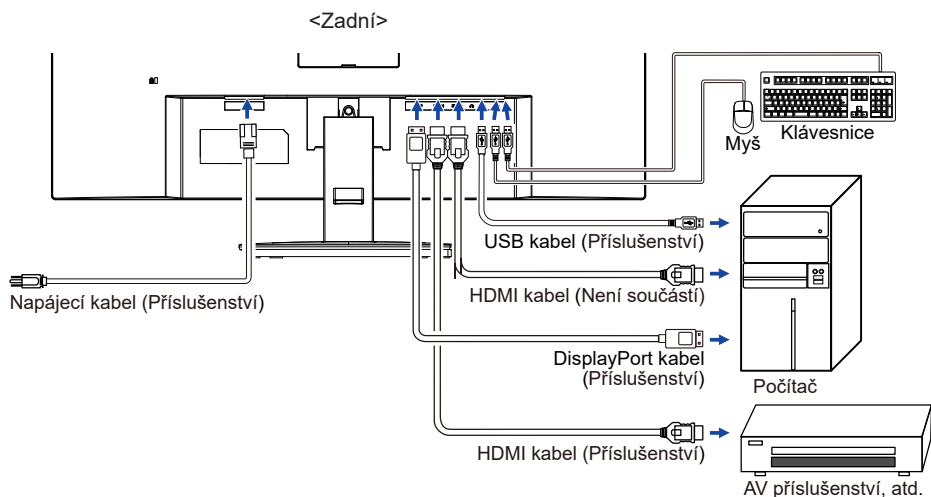 <Zadní>
Klávesnice
Myš
USB kabel (Příslušenství)
HDMI kabel (Není součástí)
Napájecí kabel (Příslušenství)
DisplayPort kabel
(Příslušenství)
Počítač
HDMI kabel (Příslušenství)
AV příslušenství, atd.